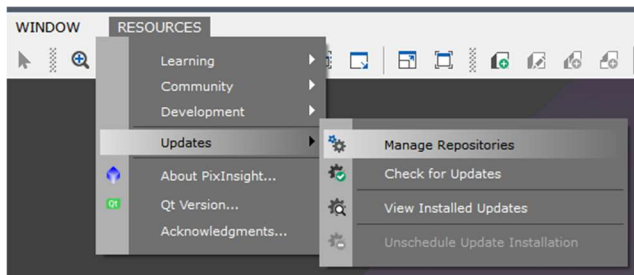 WINDOW RESOURCES
Learning
Community
Development
Updates
Manage Repositories
Check for Updates
View Installed Updates
Unschedule Update Installation
About PixInsight...
Qt Qt Version...
Acknowledgments...